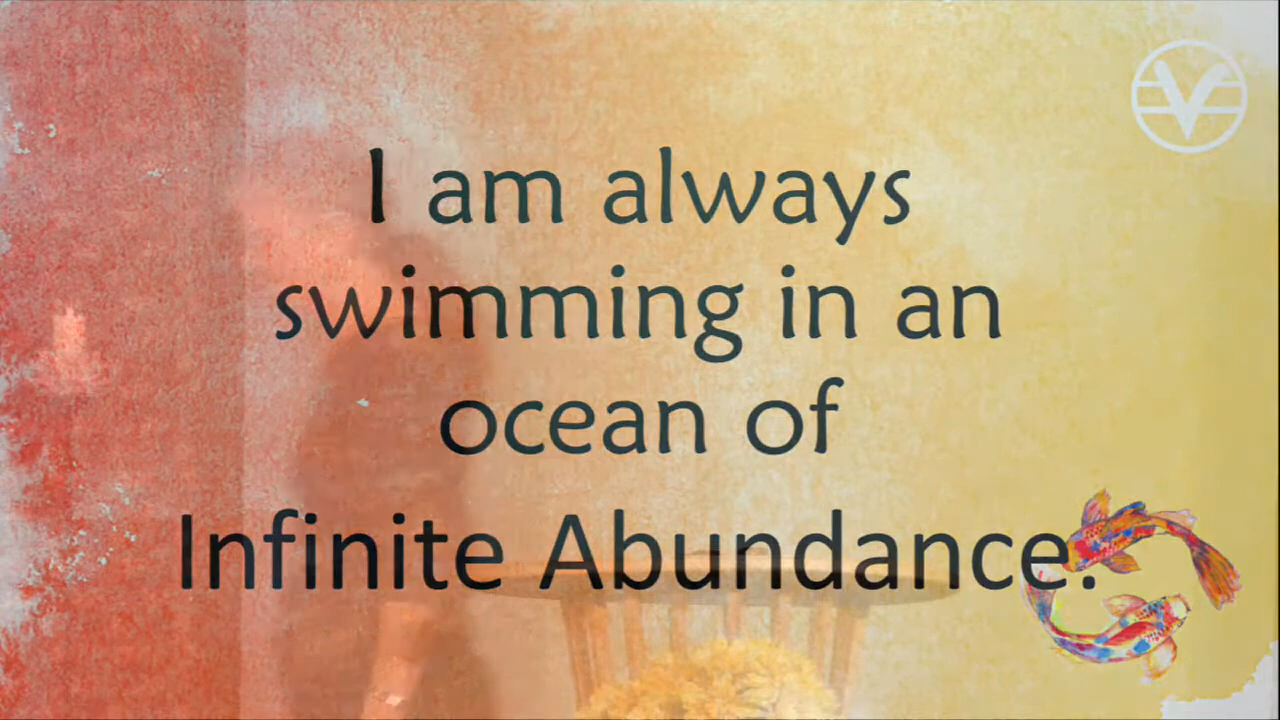 I am always
swimming in an
ocean of
Infinite Abundance.